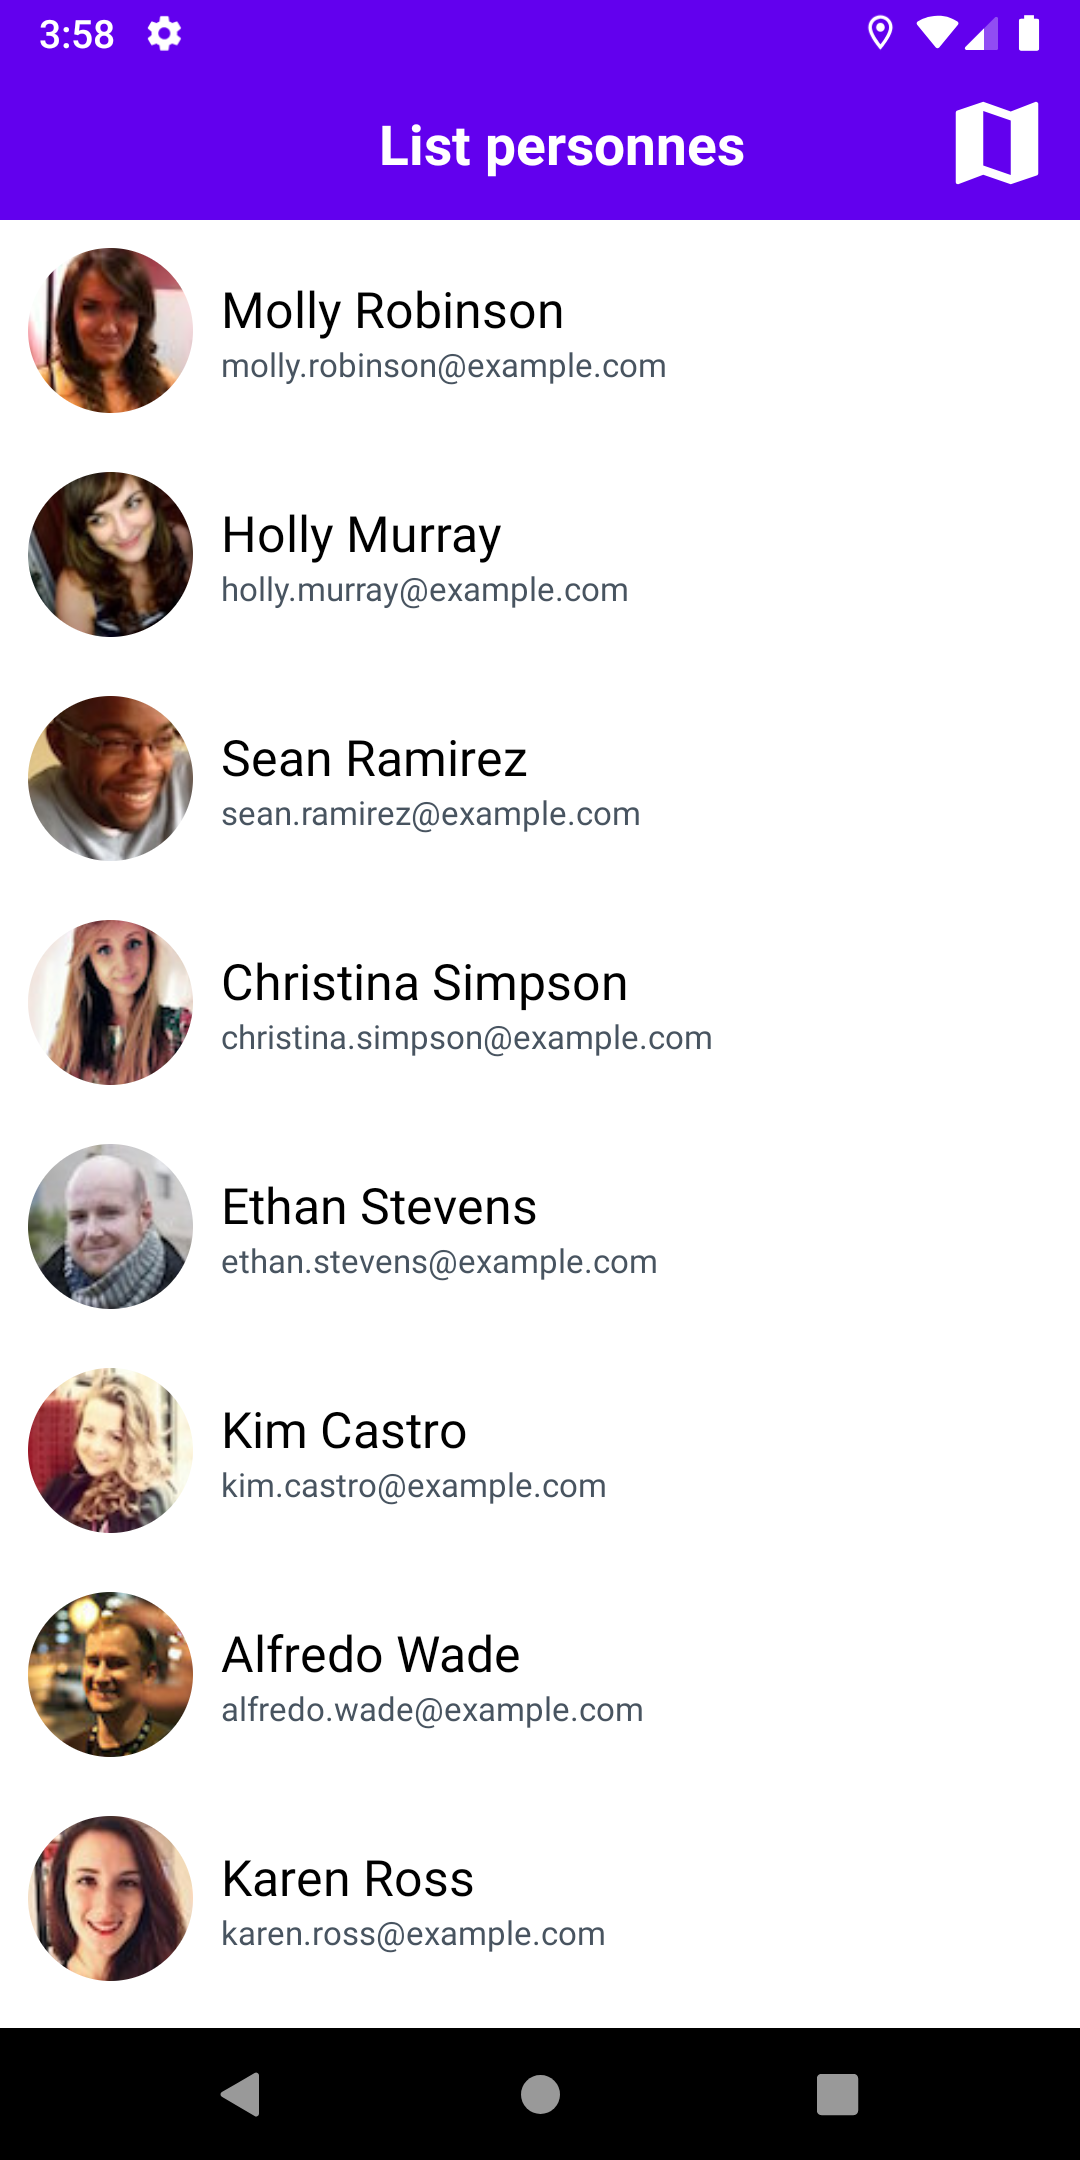 3:58
List personnes
Molly Robinson
molly.robinson@example.com
Holly Murray
holly.murray@example.com
Sean Ramirez
sean.ramirez@example.com
Christina Simpson
christina.simpson@example.com
Ethan Stevens
ethan.stevens@example.com
Kim Castro
kim.castro@example.com
Alfredo Wade
alfredo.wade@example.com
Karen Ross
karen.ross@example.com